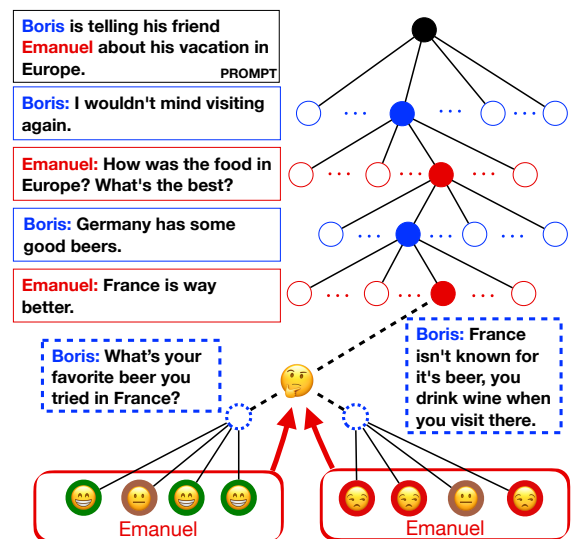 Boris is telling his friend
Emanuel about his vacation in
Europe.
PROMPT
Boris: I wouldn't mind visiting
again.
Emanuel: How was the food in
Europe? What's the best?
Boris: Germany has some
good beers.
Emanuel: France is way
better.
Boris: What's your
favorite beer you
tried in France?
Boris: France
isn't known for
it's beer, you
drink wine when
you visit there.
Emanuel
Emanuel